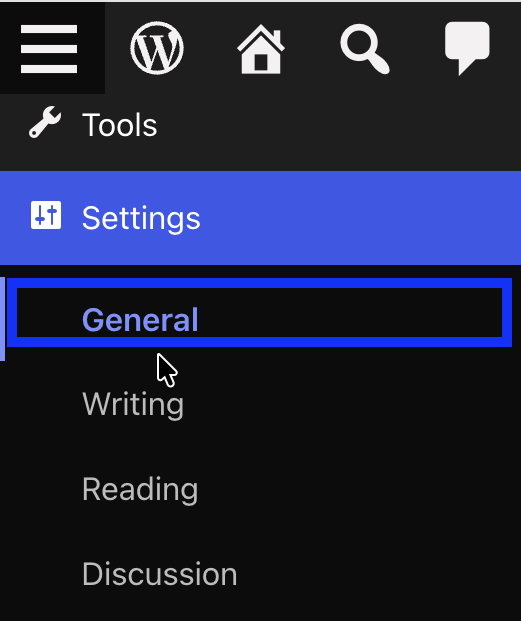 Tools
Settings
General
Writing
Reading
Discussion